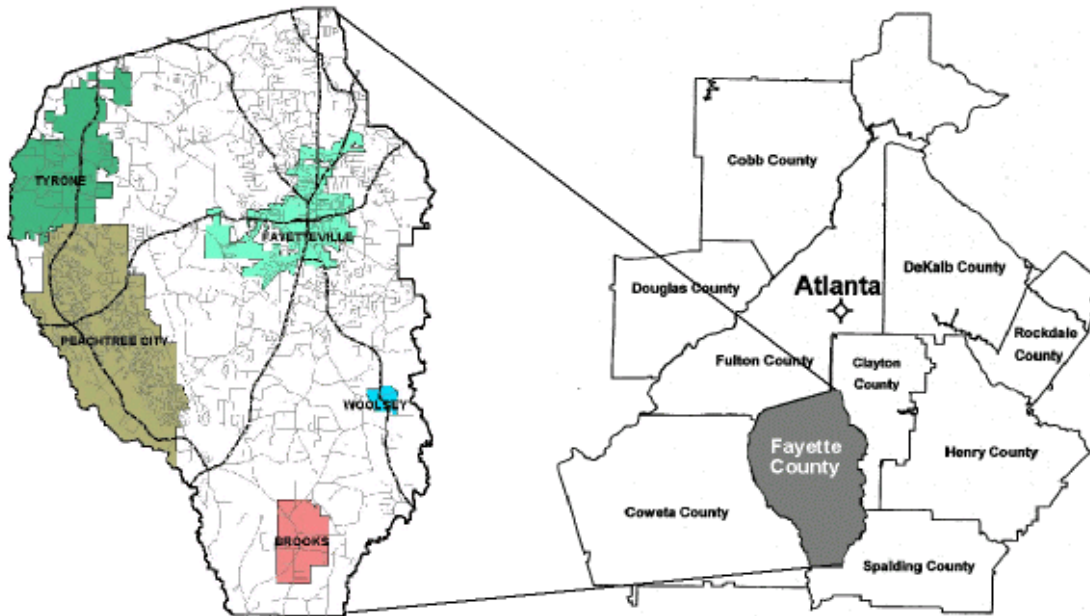 TYRONE
FAYETTEVILLE
PEACHTREE CITY
WOOLSEY
BROOKS
Cobb County
Douglas County
Atlanta
DeKalb County
Rockdale
County
Fulton County
Clayton
County
Fayette
County
Henry County
Coweta County
Spalding County